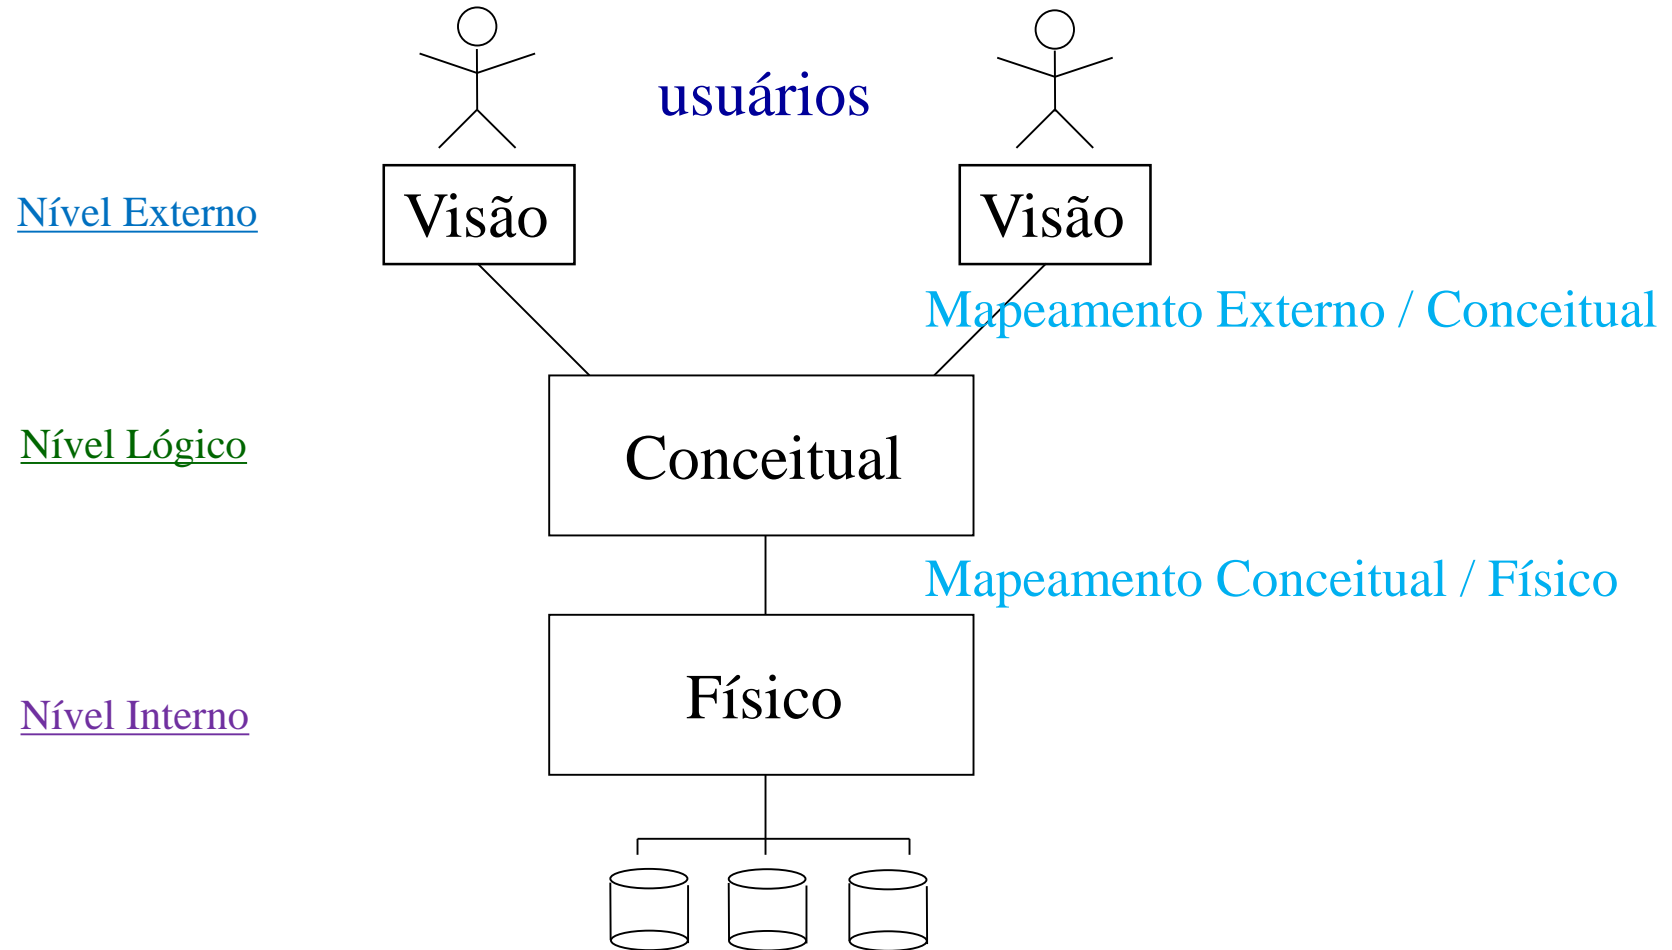 usuários
Nível Externo
Visão
Visão
Mapeamento Externo / Conceitual
Nível Lógico
Conceitual
Mapeamento Conceitual / Físico
Nível Interno
Físico